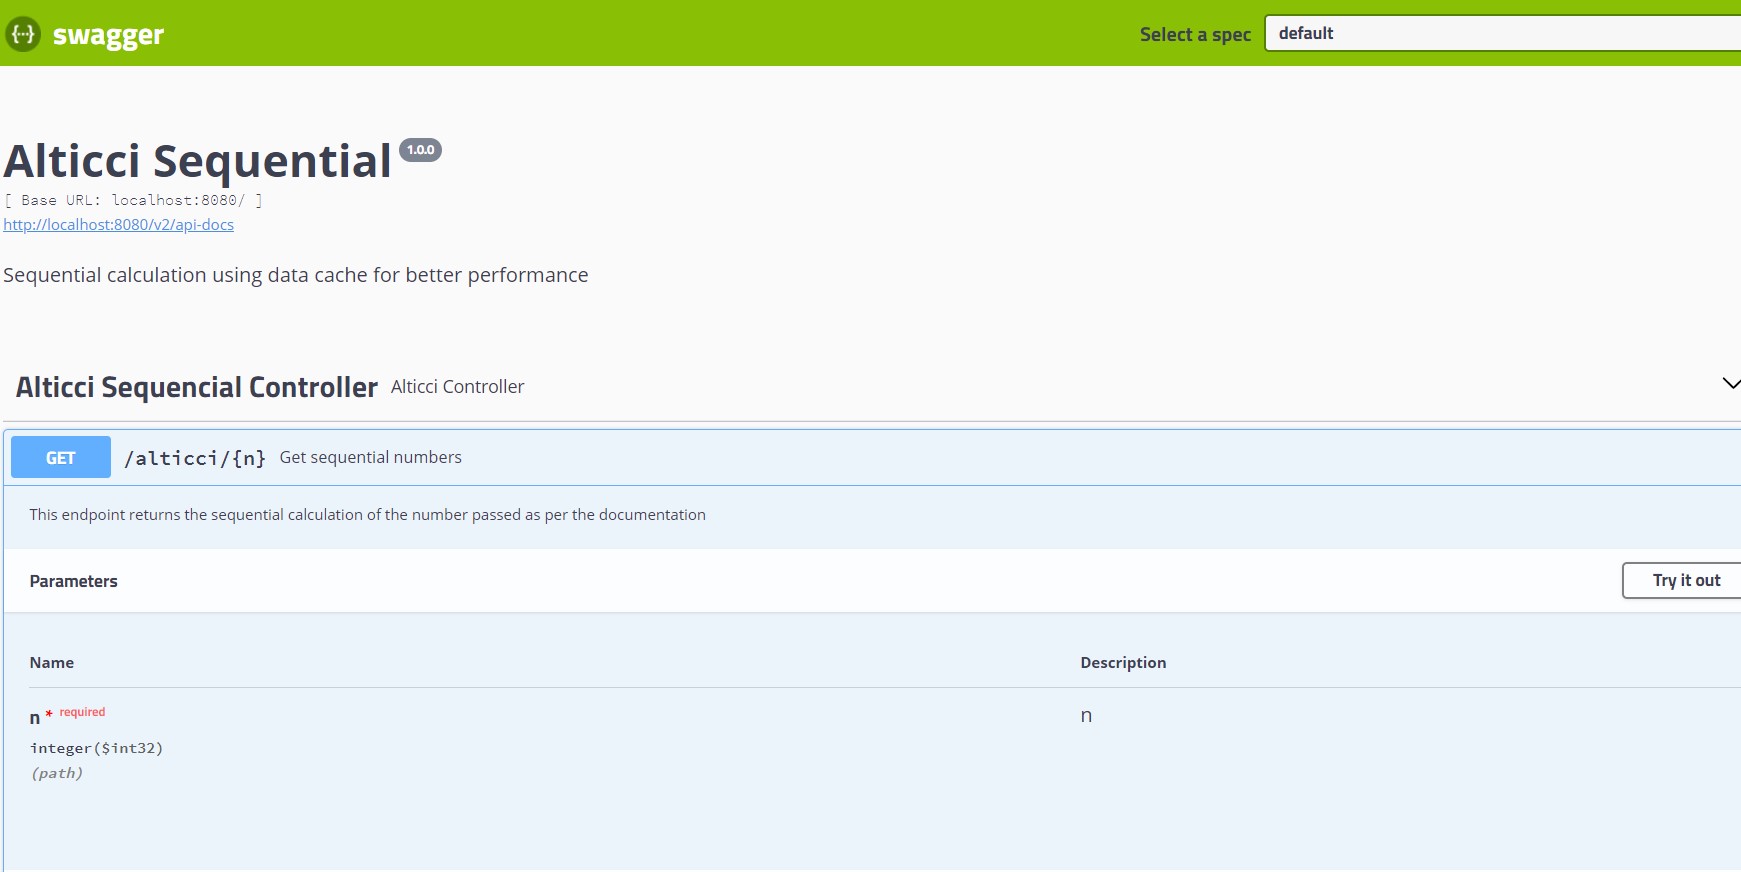 {···} swagger
Select a spec
default
Alticci Sequential 1.0.0
[ Base URL: localhost:8080/ ]
http://localhost:8080/v2/api-docs
Sequential calculation using data cache for better performance
Alticci Sequencial Controller Alticci Controller
GET /alticci/{n} Get sequential numbers
This endpoint returns the sequential calculation of the number passed as per the documentation
Parameters
Try it out
Name Description
n * required n
integer($int32)
(path)